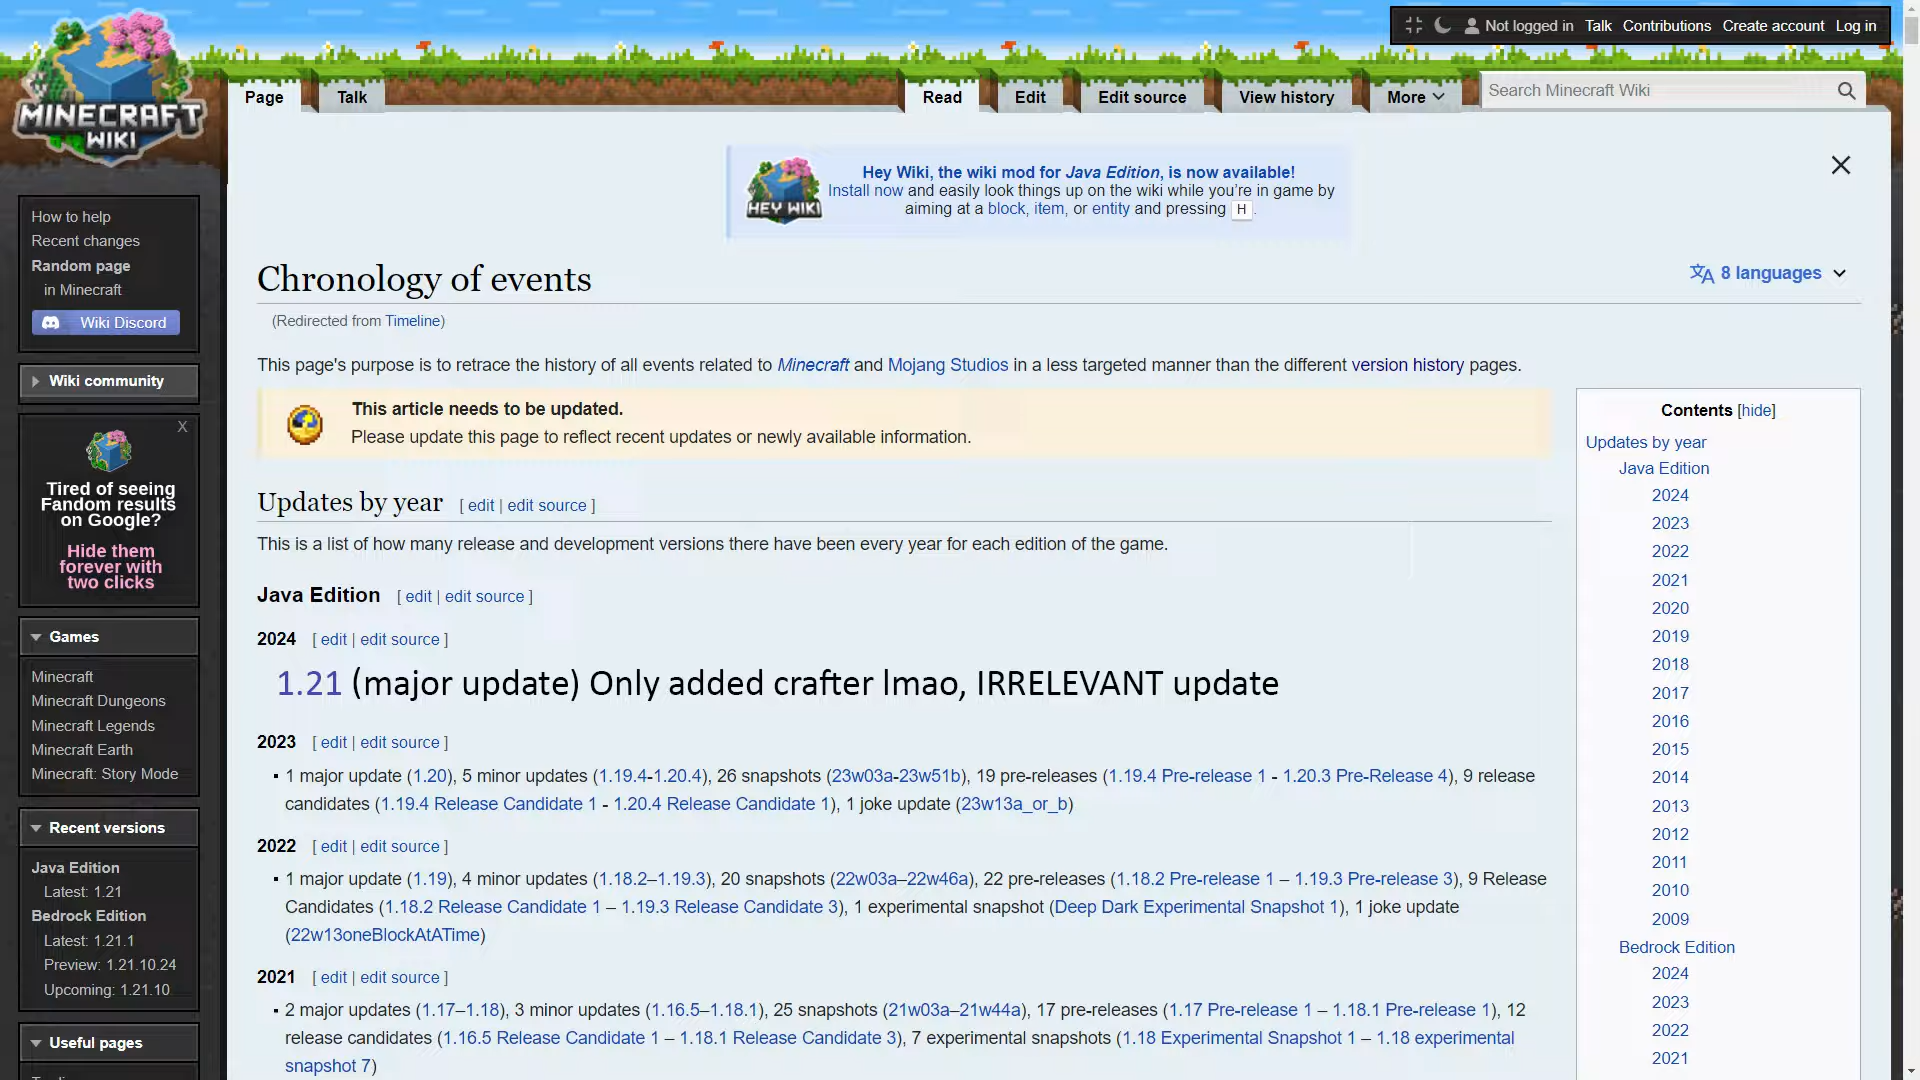 Not logged in Talk Contributions Create account Log in
MINECRAFT WIKI
Page Talk Read Edit Edit source View history More Search Minecraft Wiki
Hey Wiki, the wiki mod for Java Edition, is now available!
Install now and easily look things up on the wiki while you're in game by
aiming at a block, item, or entity and pressing H.
HEY WIKI
How to help
Recent changes
Random page
in Minecraft
Wiki Discord
Wiki community
X
Tired of seeing
Fandom results
on Google?
Hide them
forever with
two clicks
Games
Minecraft
Minecraft Dungeons
Minecraft Legends
Minecraft Earth
Minecraft: Story Mode
Recent versions
Java Edition
Latest: 1.21
Bedrock Edition
Latest: 1.21.1
Preview: 1.21.10.24
Upcoming: 1.21.10
Useful pages
Chronology of events
8 languages
(Redirected from Timeline)
This page's purpose is to retrace the history of all events related to Minecraft and Mojang Studios in a less targeted manner than the different version history pages.
This article needs to be updated.
Please update this page to reflect recent updates or newly available information.
Updates by year [ edit | edit source ]
This is a list of how many release and development versions there have been every year for each edition of the game.
Java Edition [ edit | edit source ]
2024 [ edit | edit source ]
1.21 (major update) Only added crafter lmao, IRRELEVANT update
2023 [ edit | edit source ]
1 major update (1.20), 5 minor updates (1.19.4-1.20.4), 26 snapshots (23w03a-23w51b), 19 pre-releases (1.19.4 Pre-release 1 - 1.20.3 Pre-Release 4), 9 release
candidates (1.19.4 Release Candidate 1 - 1.20.4 Release Candidate 1), 1 joke update (23w13a_or_b)
2022 [ edit | edit source ]
1 major update (1.19), 4 minor updates (1.18.2–1.19.3), 20 snapshots (22w03a–22w46a), 22 pre-releases (1.18.2 Pre-release 1 – 1.19.3 Pre-release 3), 9 Release
Candidates (1.18.2 Release Candidate 1 – 1.19.3 Release Candidate 3), 1 experimental snapshot (Deep Dark Experimental Snapshot 1), 1 joke update
(22w13oneBlockAtATime)
2021 [ edit | edit source ]
2 major updates (1.17–1.18), 3 minor updates (1.16.5–1.18.1), 25 snapshots (21w03a–21w44a), 17 pre-releases (1.17 Pre-release 1 – 1.18.1 Pre-release 1), 12
release candidates (1.16.5 Release Candidate 1 – 1.18.1 Release Candidate 3), 7 experimental snapshots (1.18 Experimental Snapshot 1 – 1.18 experimental
snapshot 7)
Contents [hide]
Updates by year
Java Edition
2024
2023
2022
2021
2020
2019
2018
2017
2016
2015
2014
2013
2012
2011
2010
2009
Bedrock Edition
2024
2023
2022
2021